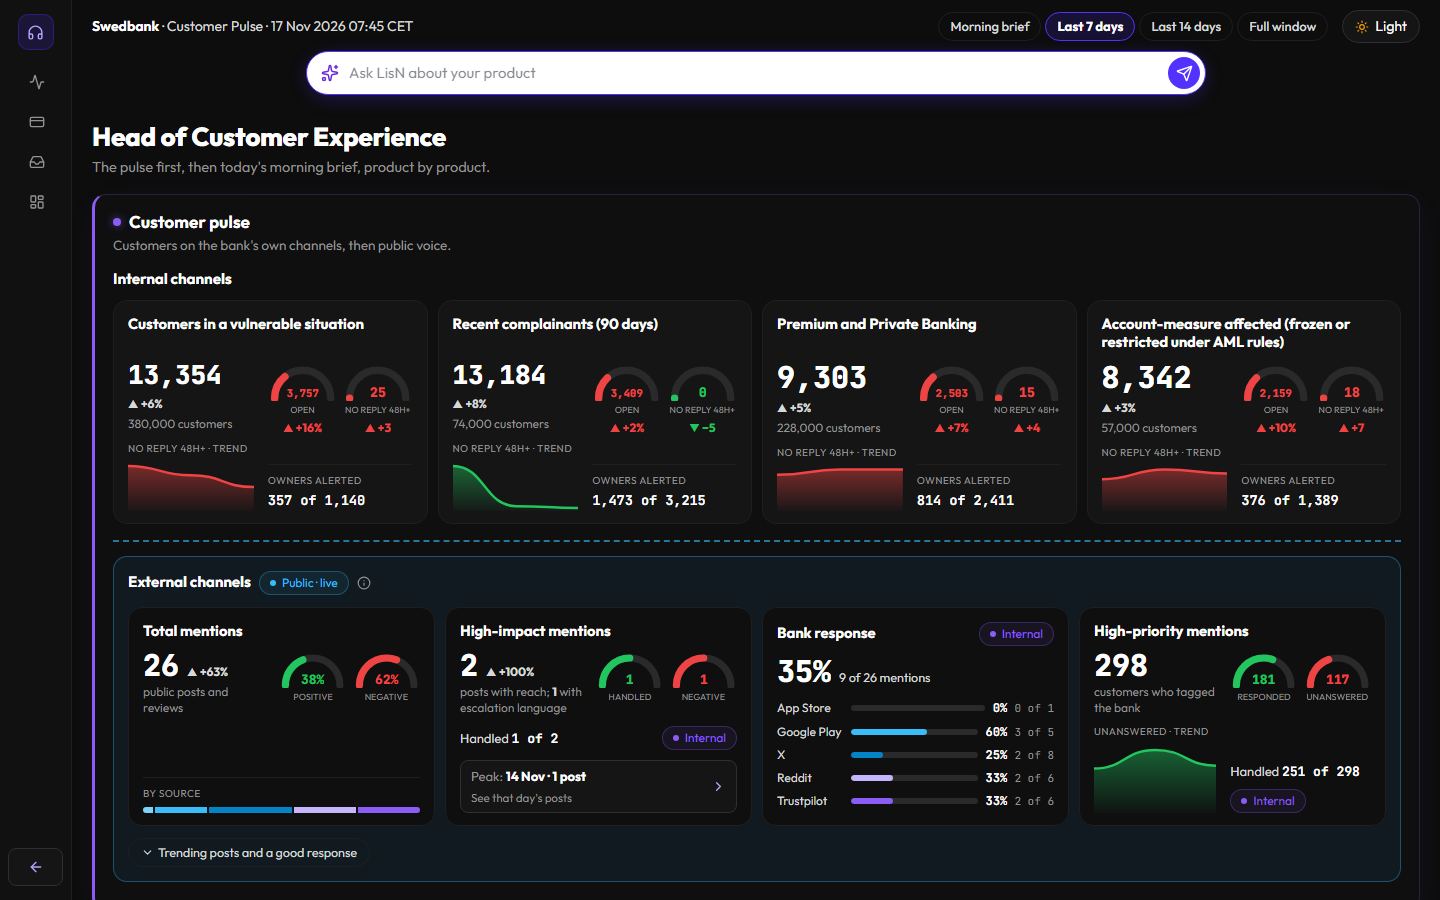 Swedbank · Customer Pulse · 17 Nov 2026 07:45 CET
Morning brief
Last 7 days
Last 14 days
Full window
Light
Ask LisN about your product
Head of Customer Experience
The pulse first, then today's morning brief, product by product.
Customer pulse
Customers on the bank's own channels, then public voice.
Internal channels
Customers in a vulnerable situation
13,354
▲ +6%
380,000 customers
3,757
OPEN
▲ +16%
25
NO REPLY 48H+
▲ +3
NO REPLY 48H+ · TREND
OWNERS ALERTED
357 of 1,140
Recent complainants (90 days)
13,184
▲ +8%
74,000 customers
3,409
OPEN
▲ +2%
0
NO REPLY 48H+
▼ −5
NO REPLY 48H+ · TREND
OWNERS ALERTED
1,473 of 3,215
Premium and Private Banking
9,303
▲ +5%
228,000 customers
2,503
OPEN
▲ +7%
15
NO REPLY 48H+
▲ +4
NO REPLY 48H+ · TREND
OWNERS ALERTED
814 of 2,411
Account-measure affected (frozen or
restricted under AML rules)
8,342
▲ +3%
57,000 customers
2,159
OPEN
▲ +10%
18
NO REPLY 48H+
▲ +7
NO REPLY 48H+ · TREND
OWNERS ALERTED
376 of 1,389
External channels
Public · live
Total mentions
26 ▲ +63%
public posts and
reviews
38%
POSITIVE
62%
NEGATIVE
BY SOURCE
High-impact mentions
2 ▲ +100%
posts with reach; 1 with
escalation language
1
HANDLED
1
NEGATIVE
Handled 1 of 2
Internal
Peak: 14 Nov · 1 post
See that day's posts
Bank response
Internal
35% 9 of 26 mentions
App Store 0% 0 of 1
Google Play 60% 3 of 5
X 25% 2 of 8
Reddit 33% 2 of 6
Trustpilot 33% 2 of 6
High-priority mentions
298
customers who tagged
the bank
181
RESPONDED
117
UNANSWERED
UNANSWERED · TREND
Handled 251 of 298
Internal
Trending posts and a good response